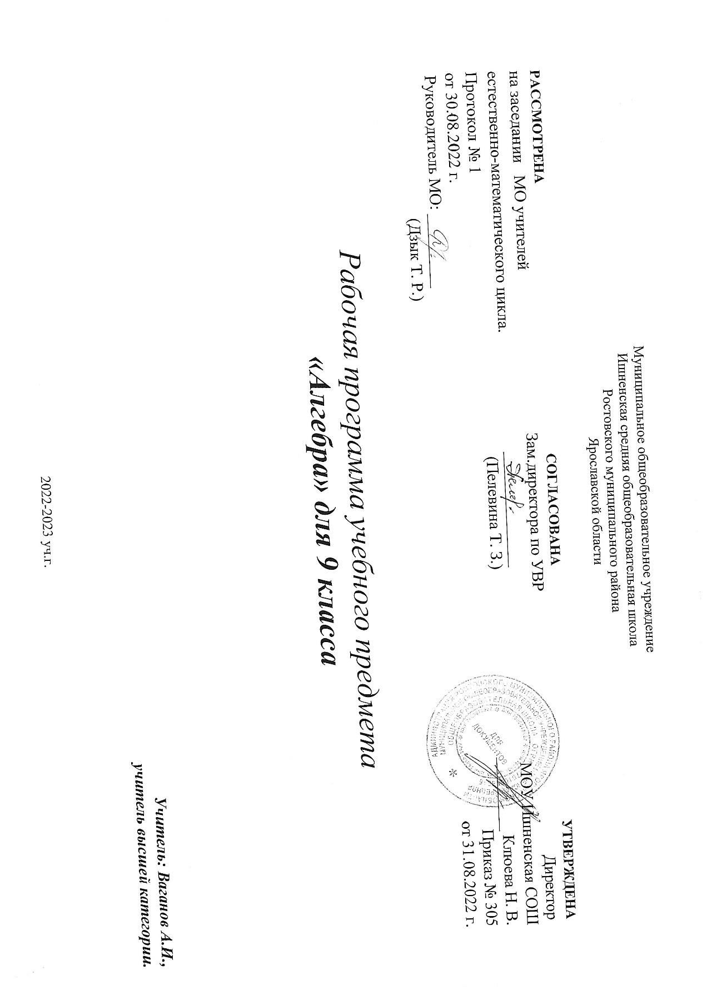 Муниципальное общеобразовательное учреждение
Ишненская средняя общеобразовательная школа
Ростовского муниципального района
Ярославской области
РАССМОТРЕНА
на заседании МО учителей
естественно-математического цикла.
Протокол № 1
от 30.08.2022 г.
Руководитель МО:
(Дзык Т. Р.)
СОГЛАСОВАНА
Зам.директора по УВР
(Пелевина Т. З.)
УТВЕРЖДЕНА
Директор
МОУ Ишненская СОШ
Клюева Н. В.
Приказ № 305
от 31.08.2022 г.
ДЛЯ
ДОКУМЕНТОВ
Рабочая программа учебного предмета
«Алгебра» для 9 класса
Учитель: Ваганов А.И.,
учитель высшей категории.
2022-2023 уч.г.